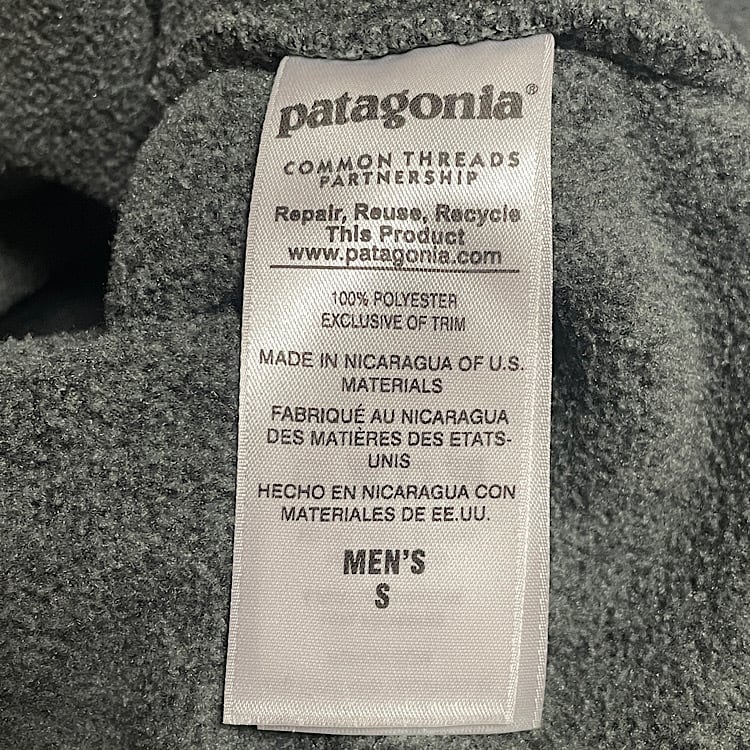 patagonia®
COMMON THREADS
PARTNERSHIP
Repair, Reuse, Recycle
This Product
www.patagonia.com
100% POLYESTER
EXCLUSIVE OF TRIM
MADE IN NICARAGUA OF U.S.
MATERIALS
FABRIQUÉ AU NICARAGUA
DES MATIÈRES DES ETATS-
UNIS
HECHO EN NICARAGUA CON
MATERIALES DE EE.UU.
MEN'S
S